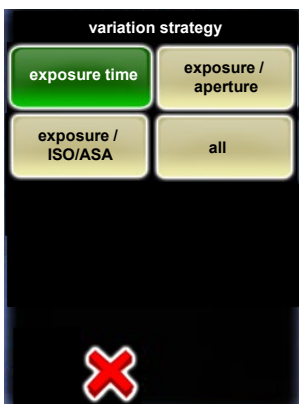 variation strategy
exposure time
exposure /
aperture
exposure /
ISO/ASA
all